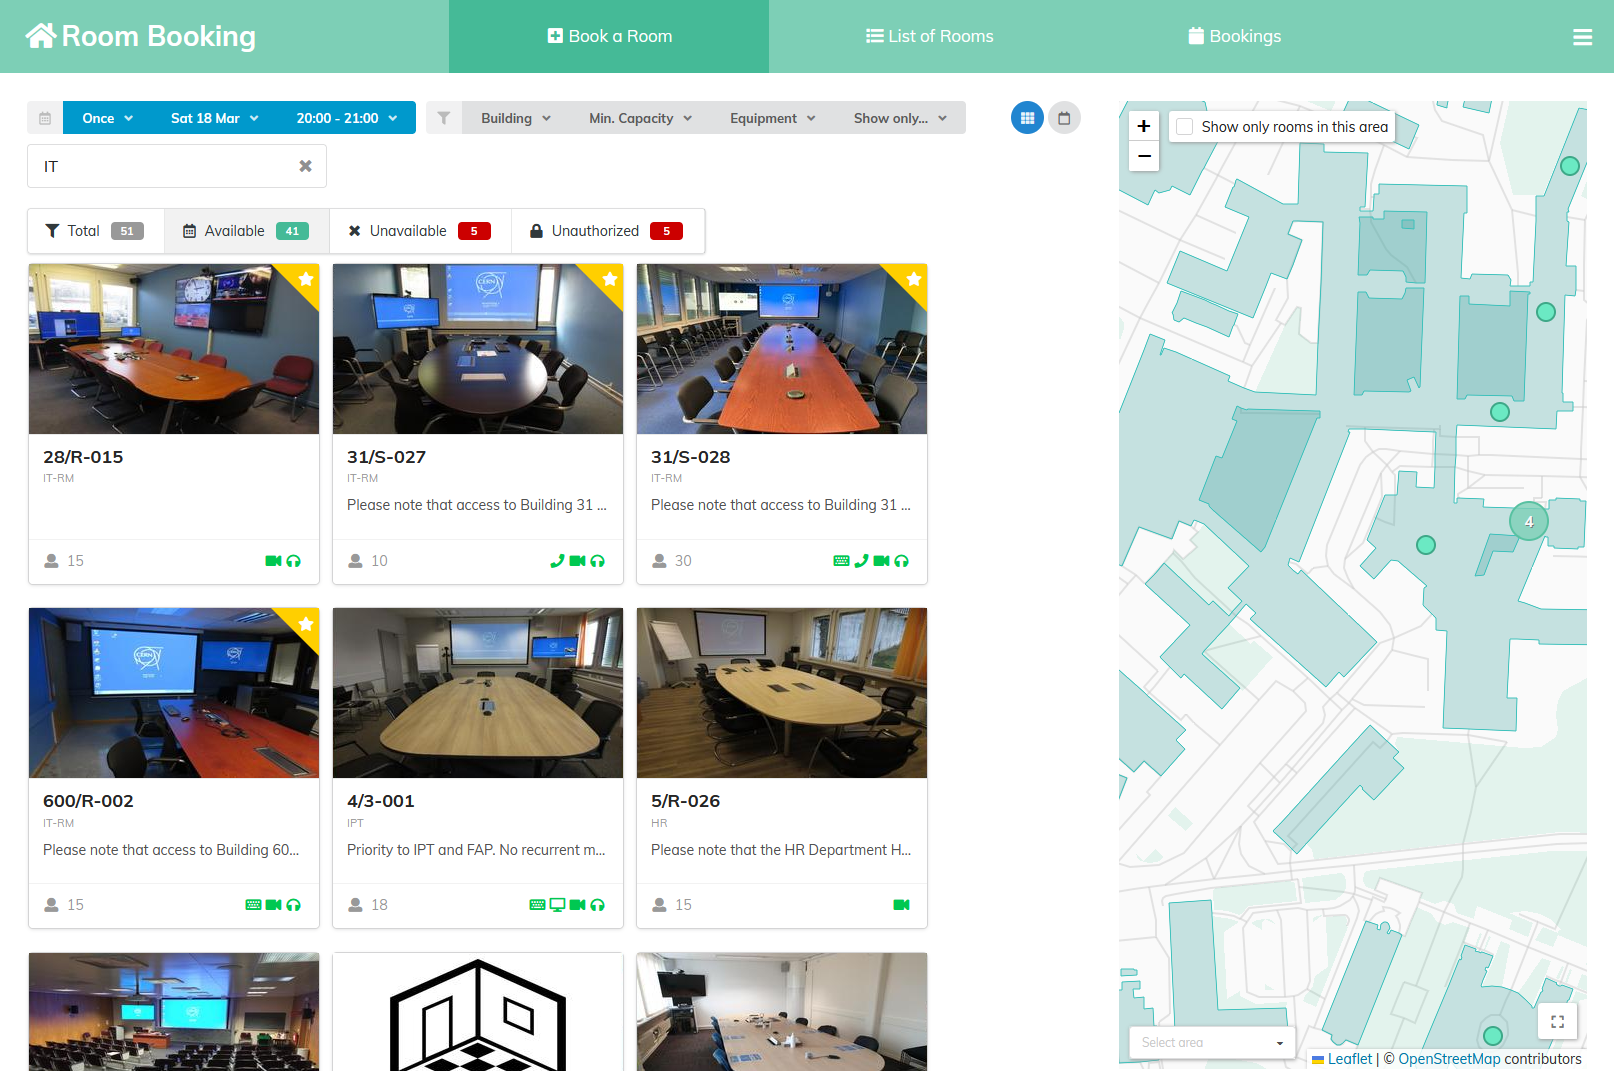 Room Booking
Book a Room
List of Rooms
Bookings
Once
Sat 18 Mar
20:00 - 21:00
Building
Min. Capacity
Equipment
Show only...
IT
Total 51
Available 41
Unavailable 5
Unauthorized 5
28/R-015
IT-RM
15
31/S-027
IT-RM
Please note that access to Building 31 ...
10
31/S-028
IT-RM
Please note that access to Building 31 ...
30
600/R-002
IT-RM
Please note that access to Building 60...
15
4/3-001
IPT
Priority to IPT and FAP. No recurrent m...
18
5/R-026
HR
Please note that the HR Department H...
15
+
−
Show only rooms in this area
4
Select area
Leaflet | © OpenStreetMap contributors